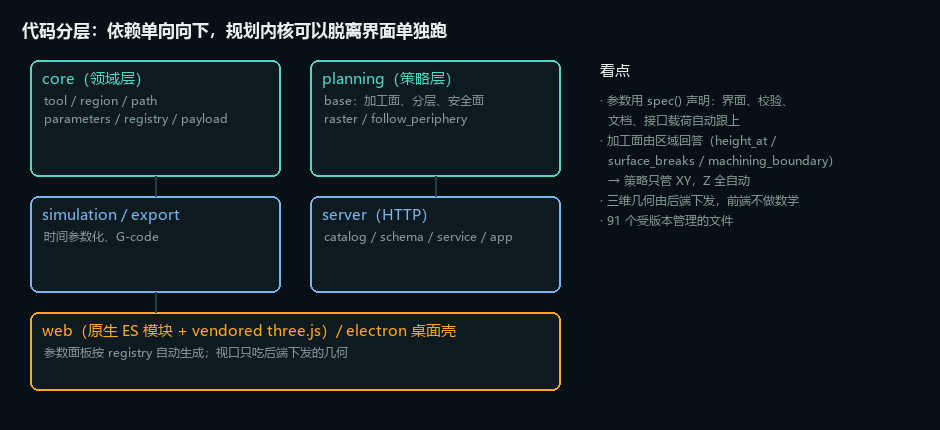 代码分层：依赖单向向下，规划内核可以脱离界面单独跑
core（领域层）
tool / region / path
parameters / registry / payload
planning（策略层）
base：加工面、分层、安全面
raster / follow_periphery
simulation / export
时间参数化、G-code
server（HTTP）
catalog / schema / service / app
web（原生 ES 模块 + vendored three.js）/ electron 桌面壳
参数面板按 registry 自动生成；视口只吃后端下发的几何
看点
· 参数用 spec() 声明：界面、校验、
文档、接口载荷自动跟上
· 加工面由区域回答（height_at /
surface_breaks / machining_boundary）
→ 策略只管 XY，Z 全自动
· 三维几何由后端下发，前端不做数学
· 91 个受版本管理的文件